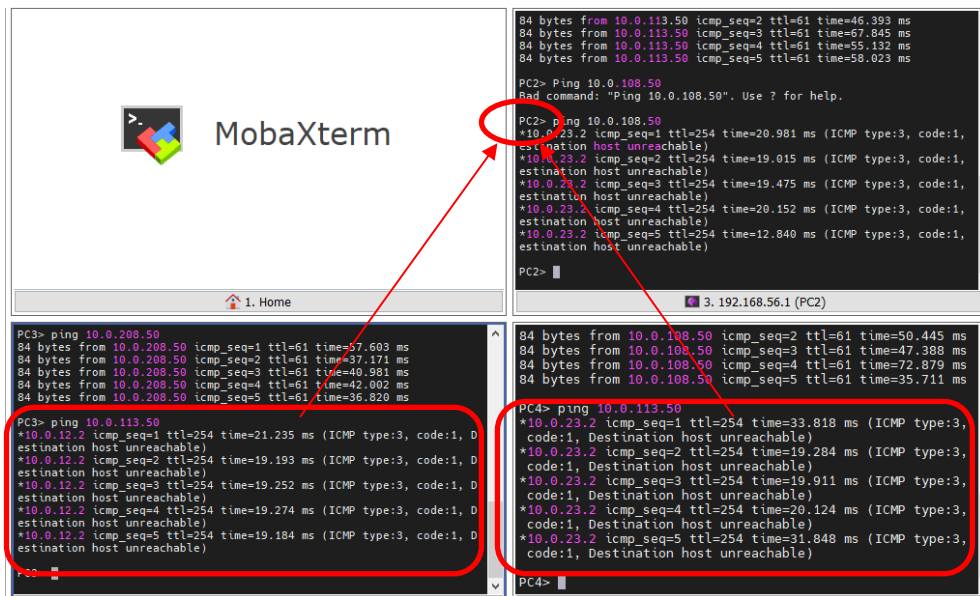 >_
MobaXterm
1. Home
84 bytes from 10.0.113.50 icmp_seq=2 ttl=61 time=46.393 ms
84 bytes from 10.0.113.50 icmp_seq=3 ttl=61 time=67.845 ms
84 bytes from 10.0.113.50 icmp_seq=4 ttl=61 time=55.132 ms
84 bytes from 10.0.113.50 icmp_seq=5 ttl=61 time=58.023 ms
PC2> Ping 10.0.108.50
Bad command: "Ping 10.0.108.50". Use ? for help.
PC2> ping 10.0.108.50
*10.0.23.2 icmp_seq=1 ttl=254 time=20.981 ms (ICMP type:3, code:1,
estination host unreachable)
*10.0.23.2 icmp_seq=2 ttl=254 time=19.015 ms (ICMP type:3, code:1,
estination host unreachable)
*10.0.23.2 icmp_seq=3 ttl=254 time=19.475 ms (ICMP type:3, code:1,
estination host unreachable)
*10.0.23.2 icmp_seq=4 ttl=254 time=20.152 ms (ICMP type:3, code:1,
estination host unreachable)
*10.0.23.2 icmp_seq=5 ttl=254 time=12.840 ms (ICMP type:3, code:1,
estination host unreachable)
PC2>
3. 192.168.56.1 (PC2)
PC3> ping 10.0.208.50
84 bytes from 10.0.208.50 icmp_seq=1 ttl=61 time=57.603 ms
84 bytes from 10.0.208.50 icmp_seq=2 ttl=61 time=37.171 ms
84 bytes from 10.0.208.50 icmp_seq=3 ttl=61 time=40.981 ms
84 bytes from 10.0.208.50 icmp_seq=4 ttl=61 time=42.002 ms
84 bytes from 10.0.208.50 icmp_seq=5 ttl=61 time=36.820 ms
PC3> ping 10.0.113.50
*10.0.12.2 icmp_seq=1 ttl=254 time=21.235 ms (ICMP type:3, code:1, D
estination host unreachable)
*10.0.12.2 icmp_seq=2 ttl=254 time=19.193 ms (ICMP type:3, code:1, D
estination host unreachable)
*10.0.12.2 icmp_seq=3 ttl=254 time=19.252 ms (ICMP type:3, code:1, D
estination host unreachable)
*10.0.12.2 icmp_seq=4 ttl=254 time=19.274 ms (ICMP type:3, code:1, D
estination host unreachable)
*10.0.12.2 icmp_seq=5 ttl=254 time=19.184 ms (ICMP type:3, code:1, D
estination host unreachable)
84 bytes from 10.0.108.50 icmp_seq=2 ttl=61 time=50.445 ms
84 bytes from 10.0.108.50 icmp_seq=3 ttl=61 time=47.388 ms
84 bytes from 10.0.108.50 icmp_seq=4 ttl=61 time=72.879 ms
84 bytes from 10.0.108.50 icmp_seq=5 ttl=61 time=35.711 ms
PC4> ping 10.0.113.50
*10.0.23.2 icmp_seq=1 ttl=254 time=33.818 ms (ICMP type:3,
code:1, Destination host unreachable)
*10.0.23.2 icmp_seq=2 ttl=254 time=19.284 ms (ICMP type:3,
code:1, Destination host unreachable)
*10.0.23.2 icmp_seq=3 ttl=254 time=19.911 ms (ICMP type:3,
code:1, Destination host unreachable)
*10.0.23.2 icmp_seq=4 ttl=254 time=20.124 ms (ICMP type:3,
code:1, Destination host unreachable)
*10.0.23.2 icmp_seq=5 ttl=254 time=31.848 ms (ICMP type:3,
code:1, Destination host unreachable)
PC4>